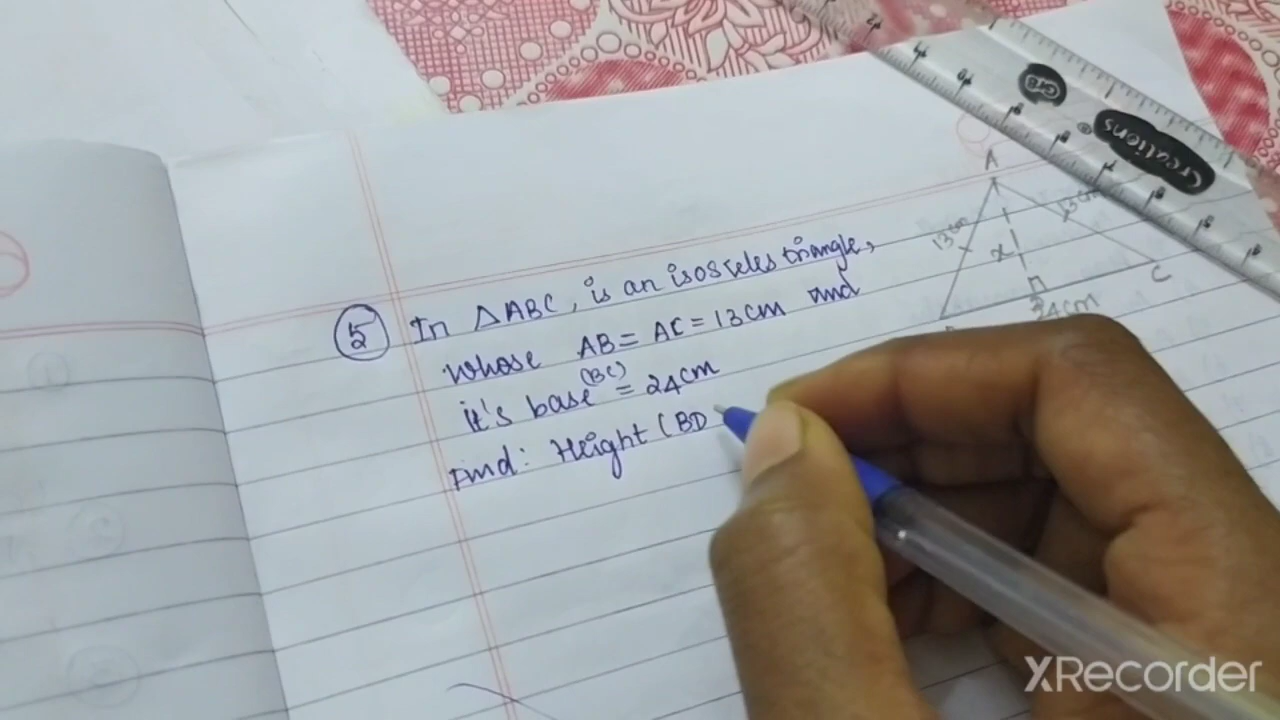 5 In △ABC, is an isosceles triangle,
whose AB = AC = 13cm and
(BC)
it's base = 24cm
Find: Height (BD
A
13cm
13cm
x
C
24cm
Creations
XRecorder